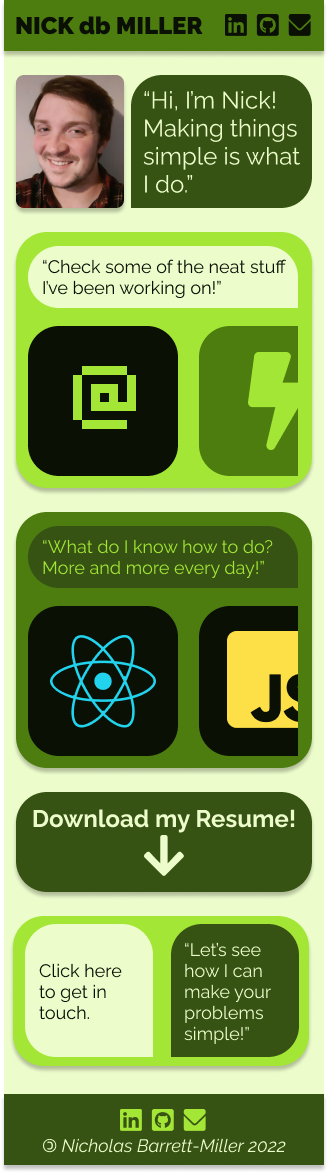 NICK db MILLER
“Hi, I’m Nick!
Making things
simple is what
I do.”
“Check some of the neat stuff
I’ve been working on!”
“What do I know how to do?
More and more every day!”
JS
Download my Resume!
Click here
to get in
touch.
“Let’s see
how I can
make your
problems
simple!”
Nicholas Barrett-Miller 2022